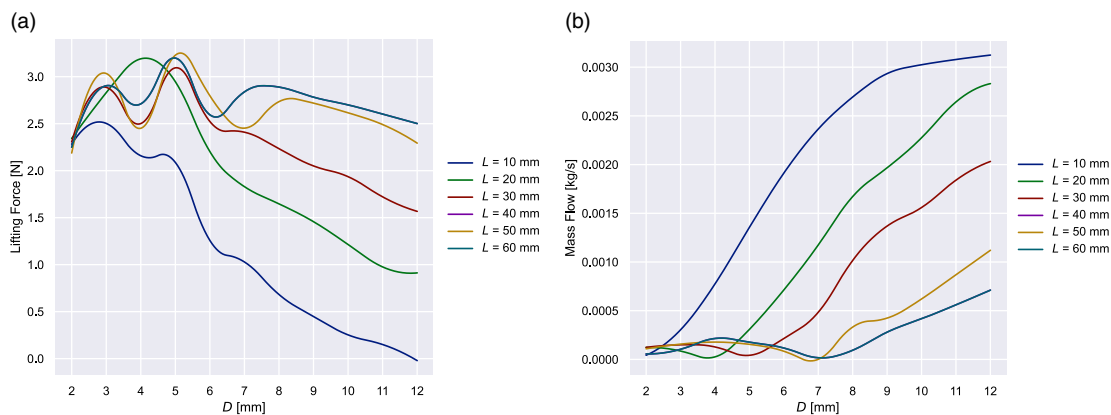 (a)
Lifting Force [N]
3.0
2.5
2.0
1.5
1.0
0.5
0.0
2 3 4 5 6 7 8 9 10 11 12
D [mm]
L = 10 mm
L = 20 mm
L = 30 mm
L = 40 mm
L = 50 mm
L = 60 mm
(b)
Mass Flow [kg/s]
0.0030
0.0025
0.0020
0.0015
0.0010
0.0005
0.0000
2 3 4 5 6 7 8 9 10 11 12
D [mm]
L = 10 mm
L = 20 mm
L = 30 mm
L = 40 mm
L = 50 mm
L = 60 mm